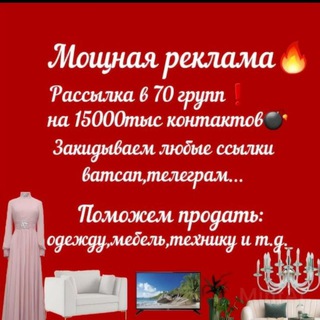 Мощная реклама🔥
Рассылка в 70 групп❗
на 15000тыс контактов💣
Закидываем любые ссылки
ватсап,телеграм...
Поможем продать:
одежду,мебель,технику и т.д.